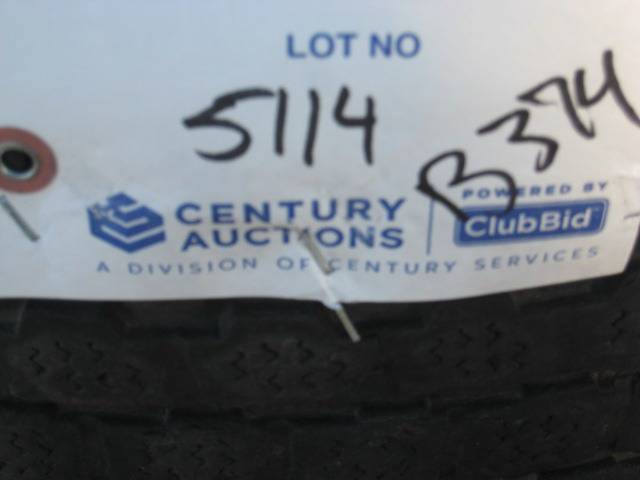 LOT NO
5114
B374
CENTURY
AUCTIONS
A DIVISION OF CENTURY SERVICES
POWERED BY
ClubBid